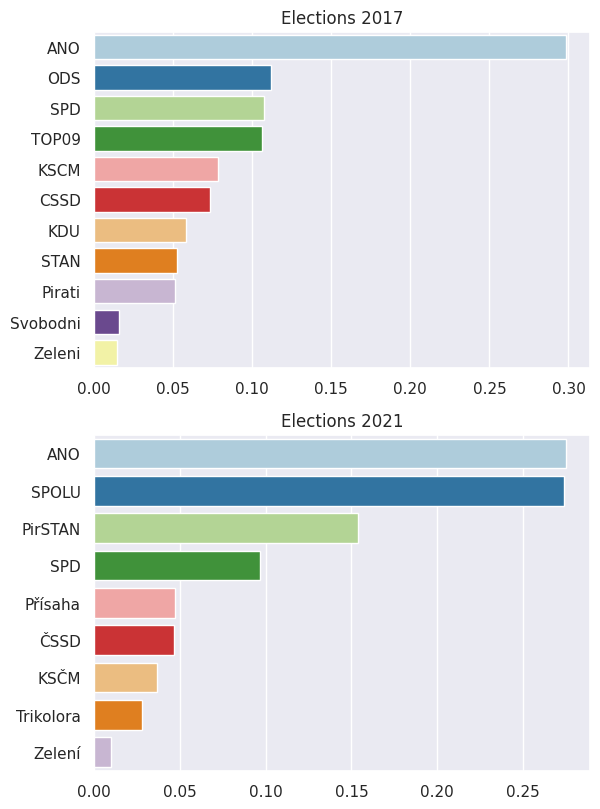 Elections 2017
ANO
ODS
SPD
TOP09
KSCM
CSSD
KDU
STAN
Pirati
Svobodni
Zeleni
0.00 0.05 0.10 0.15 0.20 0.25 0.30
Elections 2021
ANO
SPOLU
PirSTAN
SPD
Přísaha
ČSSD
KSČM
Trikolora
Zelení
0.00 0.05 0.10 0.15 0.20 0.25